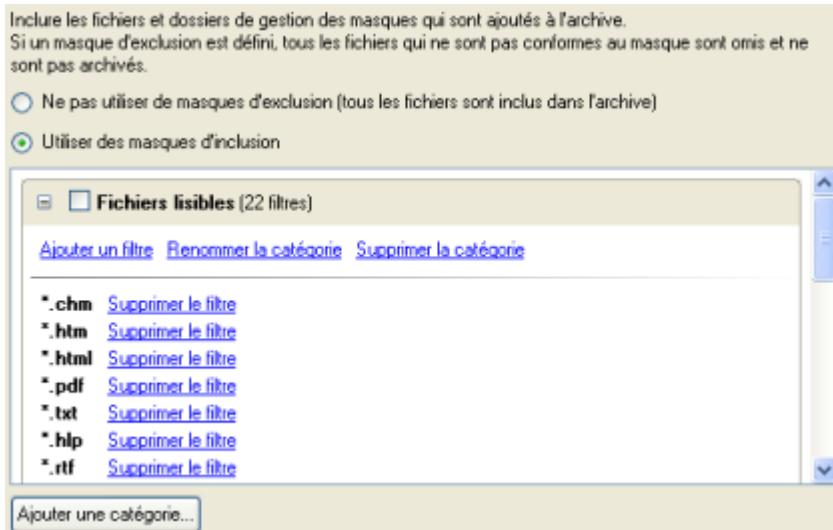 Inclure les fichiers et dossiers de gestion des masques qui sont ajoutés à l'archive.
Si un masque d'exclusion est défini, tous les fichiers qui ne sont pas conformes au masque sont omis et ne
sont pas archivés.
Ne pas utiliser de masques d'exclusion (tous les fichiers sont inclus dans l'archive)
Utiliser des masques d'inclusion
Fichiers lisibles (22 filtres)
Ajouter un filtre Renommer la catégorie Supprimer la catégorie
*.chm Supprimer le filtre
*.htm Supprimer le filtre
*.html Supprimer le filtre
*.pdf Supprimer le filtre
*.txt Supprimer le filtre
*.hlp Supprimer le filtre
*.rtf Supprimer le filtre
Ajouter une catégorie...